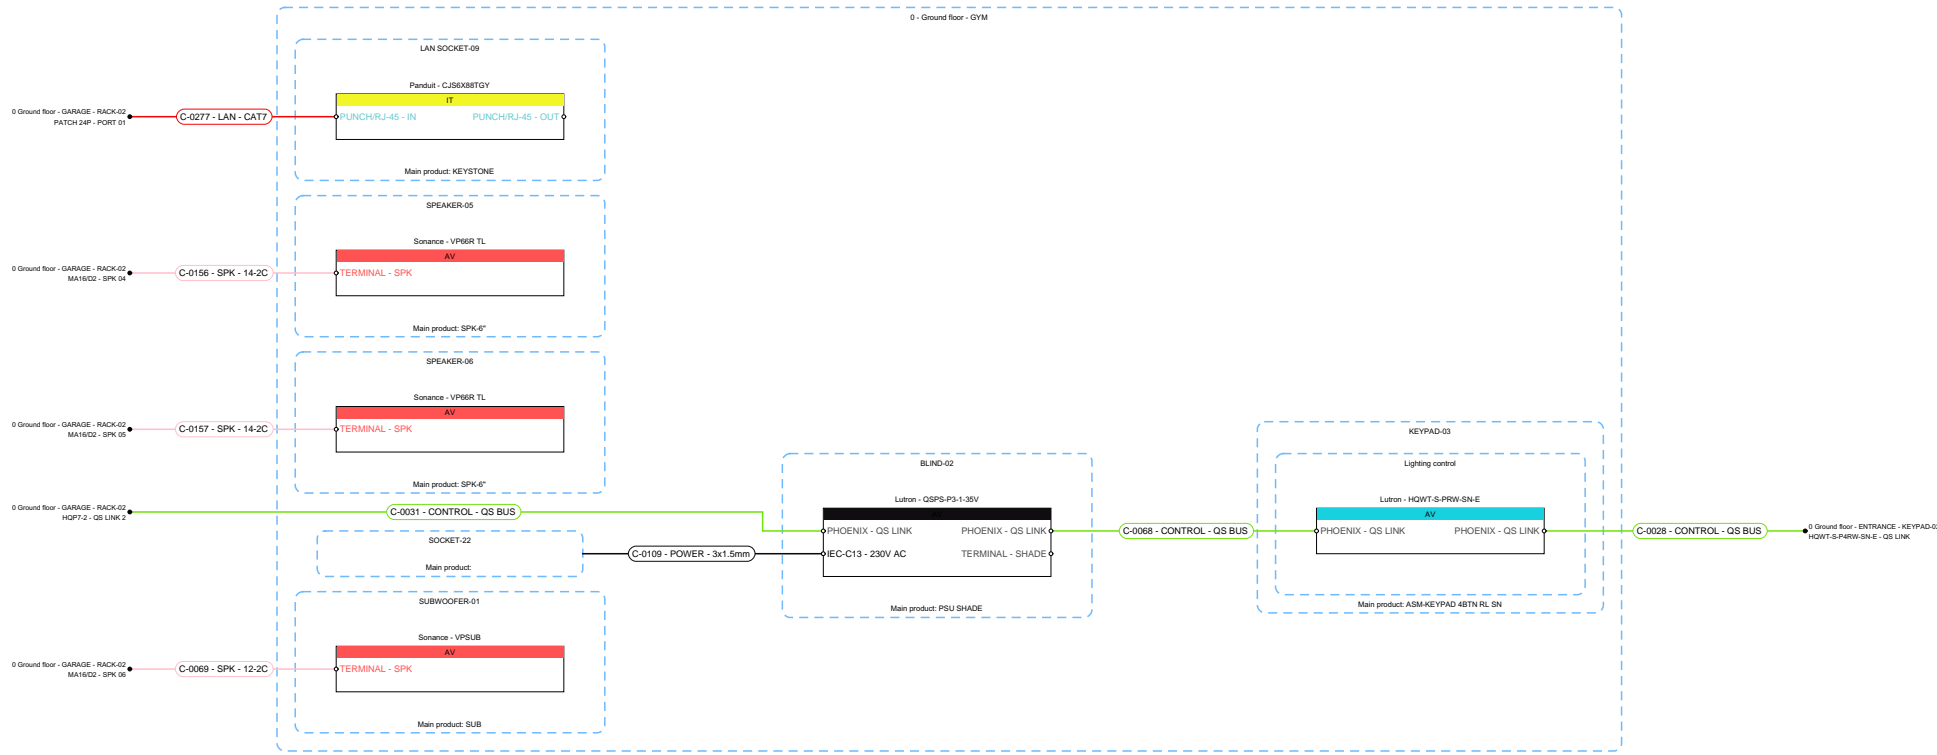 0 - Ground floor - GYM
LAN SOCKET-09
Panduit - CJS6X88TGY
IT
0 Ground floor - GARAGE - RACK-02
PATCH 24P - PORT 01
C-0277 - LAN - CAT7
PUNCH/RJ-45 - IN
PUNCH/RJ-45 - OUT
Main product: KEYSTONE
SPEAKER-05
Sonance - VP66R TL
AV
0 Ground floor - GARAGE - RACK-02
MA16/D2 - SPK 04
C-0156 - SPK - 14-2C
TERMINAL - SPK
Main product: SPK-6"
SPEAKER-06
Sonance - VP66R TL
AV
0 Ground floor - GARAGE - RACK-02
MA16/D2 - SPK 05
C-0157 - SPK - 14-2C
TERMINAL - SPK
Main product: SPK-6"
0 Ground floor - GARAGE - RACK-02
HQP7-2 - QS LINK 2
C-0031 - CONTROL - QS BUS
SOCKET-22
Main product:
C-0109 - POWER - 3x1.5mm
BLIND-02
Lutron - QSPS-P3-1-35V
PHOENIX - QS LINK
PHOENIX - QS LINK
IEC-C13 - 230V AC
TERMINAL - SHADE
Main product: PSU SHADE
C-0068 - CONTROL - QS BUS
KEYPAD-03
Lighting control
Lutron - HQWT-S-PRW-SN-E
AV
PHOENIX - QS LINK
PHOENIX - QS LINK
Main product: ASM-KEYPAD 4BTN RL SN
C-0028 - CONTROL - QS BUS
0 Ground floor - ENTRANCE - KEYPAD-0
HQWT-S-P4RW-SN-E - QS LINK
SUBWOOFER-01
Sonance - VPSUB
AV
0 Ground floor - GARAGE - RACK-02
MA16/D2 - SPK 06
C-0069 - SPK - 12-2C
TERMINAL - SPK
Main product: SUB